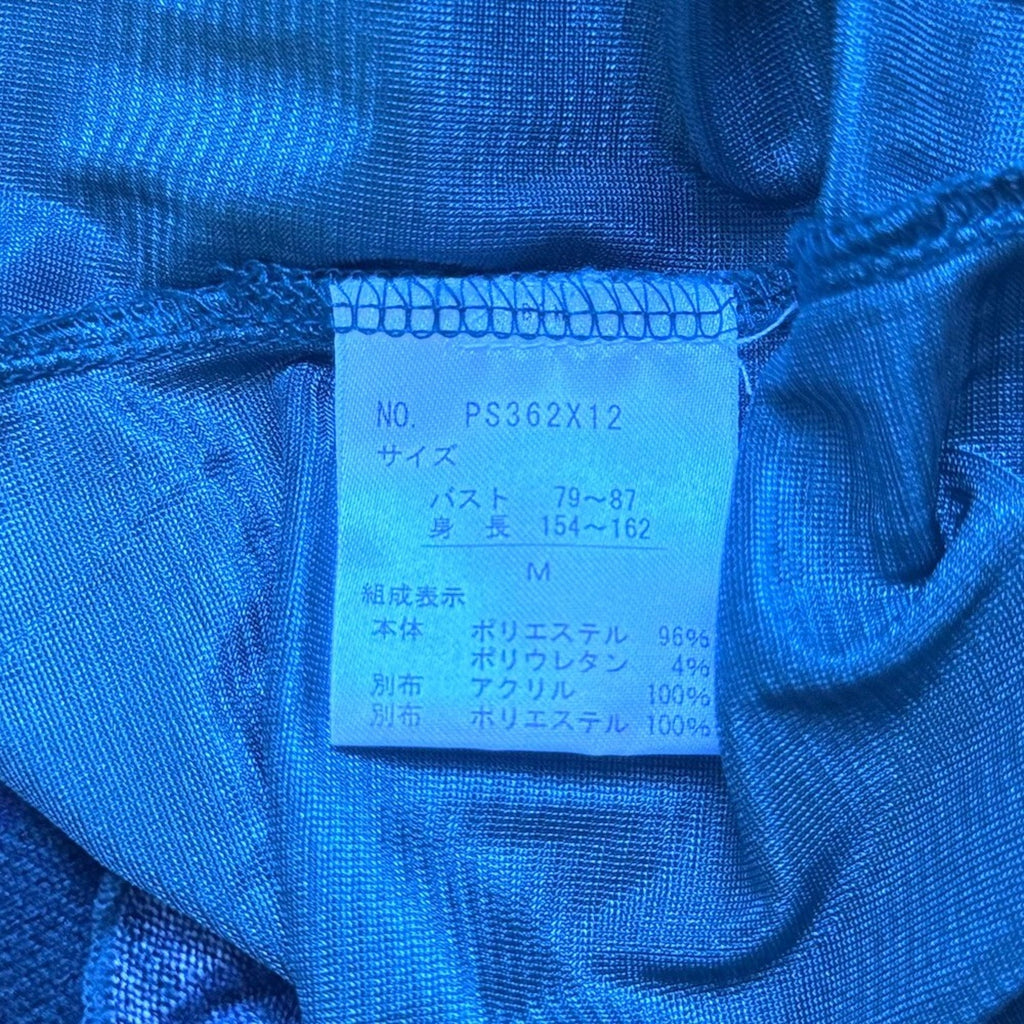 NO. PS362X12
サイズ
バスト 79～87
身 長 154～162
M
組成表示
本体 ポリエステル 96%
ポリウレタン 4%
別布 アクリル 100%
別布 ポリエステル 100%